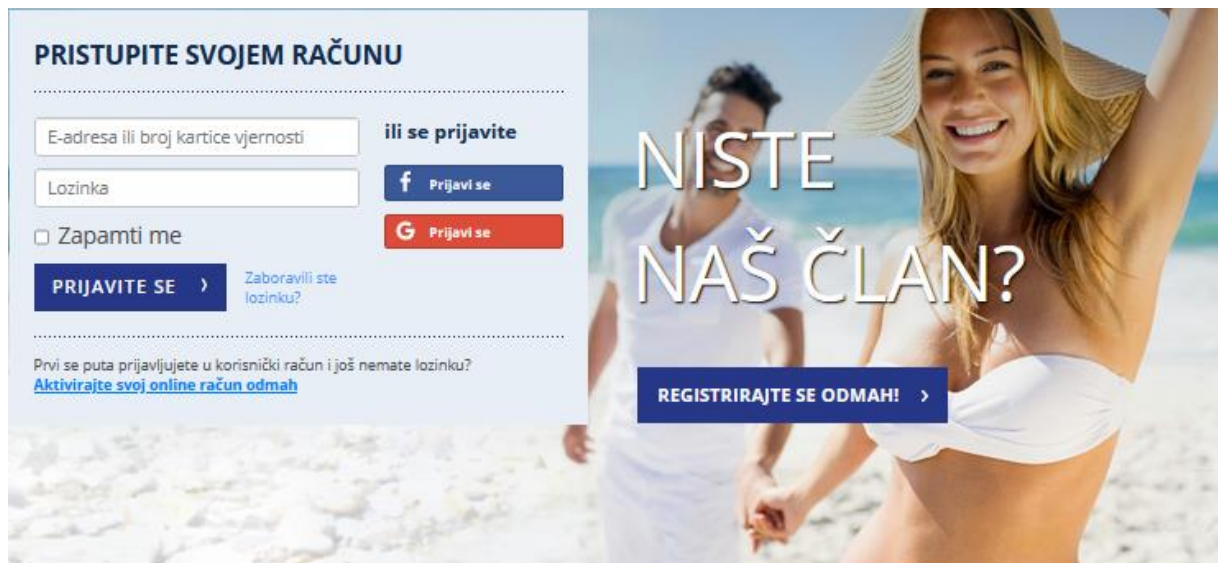 PRISTUPITE SVOJEM RAČUNU
E-adresa ili broj kartice vjernosti
Lozinka
Zapamti me
PRIJAVITE SE
Zaboravili ste
lozinku?
ili se prijavite
f Prijavi se
G Prijavi se
Prvi se puta prijavljujete u korisnički račun i još nemate lozinku?
Aktivirajte svoj online račun odmah
NISTE
NAŠ ČLAN?
REGISTRIRAJTE SE ODMAH!